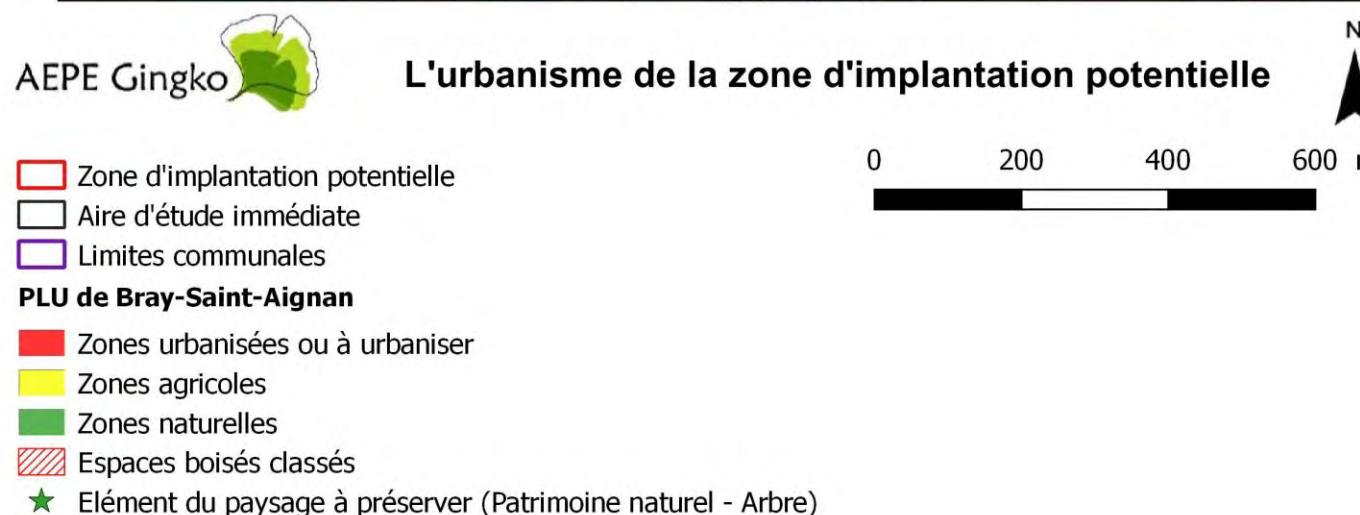 AEPE Gingko
L'urbanisme de la zone d'implantation potentielle
N
0 200 400 600
Zone d'implantation potentielle
Aire d'étude immédiate
Limites communales
PLU de Bray-Saint-Aignan
Zones urbanisées ou à urbaniser
Zones agricoles
Zones naturelles
Espaces boisés classés
Elément du paysage à préserver (Patrimoine naturel - Arbre)